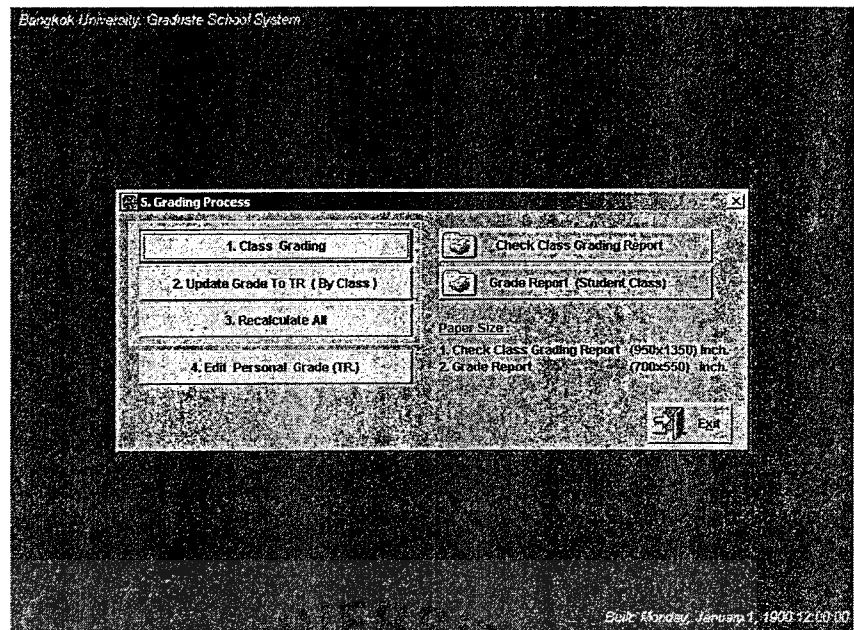 Bangkok University: Graduate School System
5. Grading Process
1. Class Grading
2. Update Grade To TR (By Class)
3. Recalculate All
4. Edit Personal Grade (TR.)
Check Class Grading Report
Grade Report (Student Class)
Paper Size :
1. Check Class Grading Report (950x1350) Inch.
2. Grade Report (700x550) Inch.
Exit
Built: Monday, January 1, 1900 12:00:00